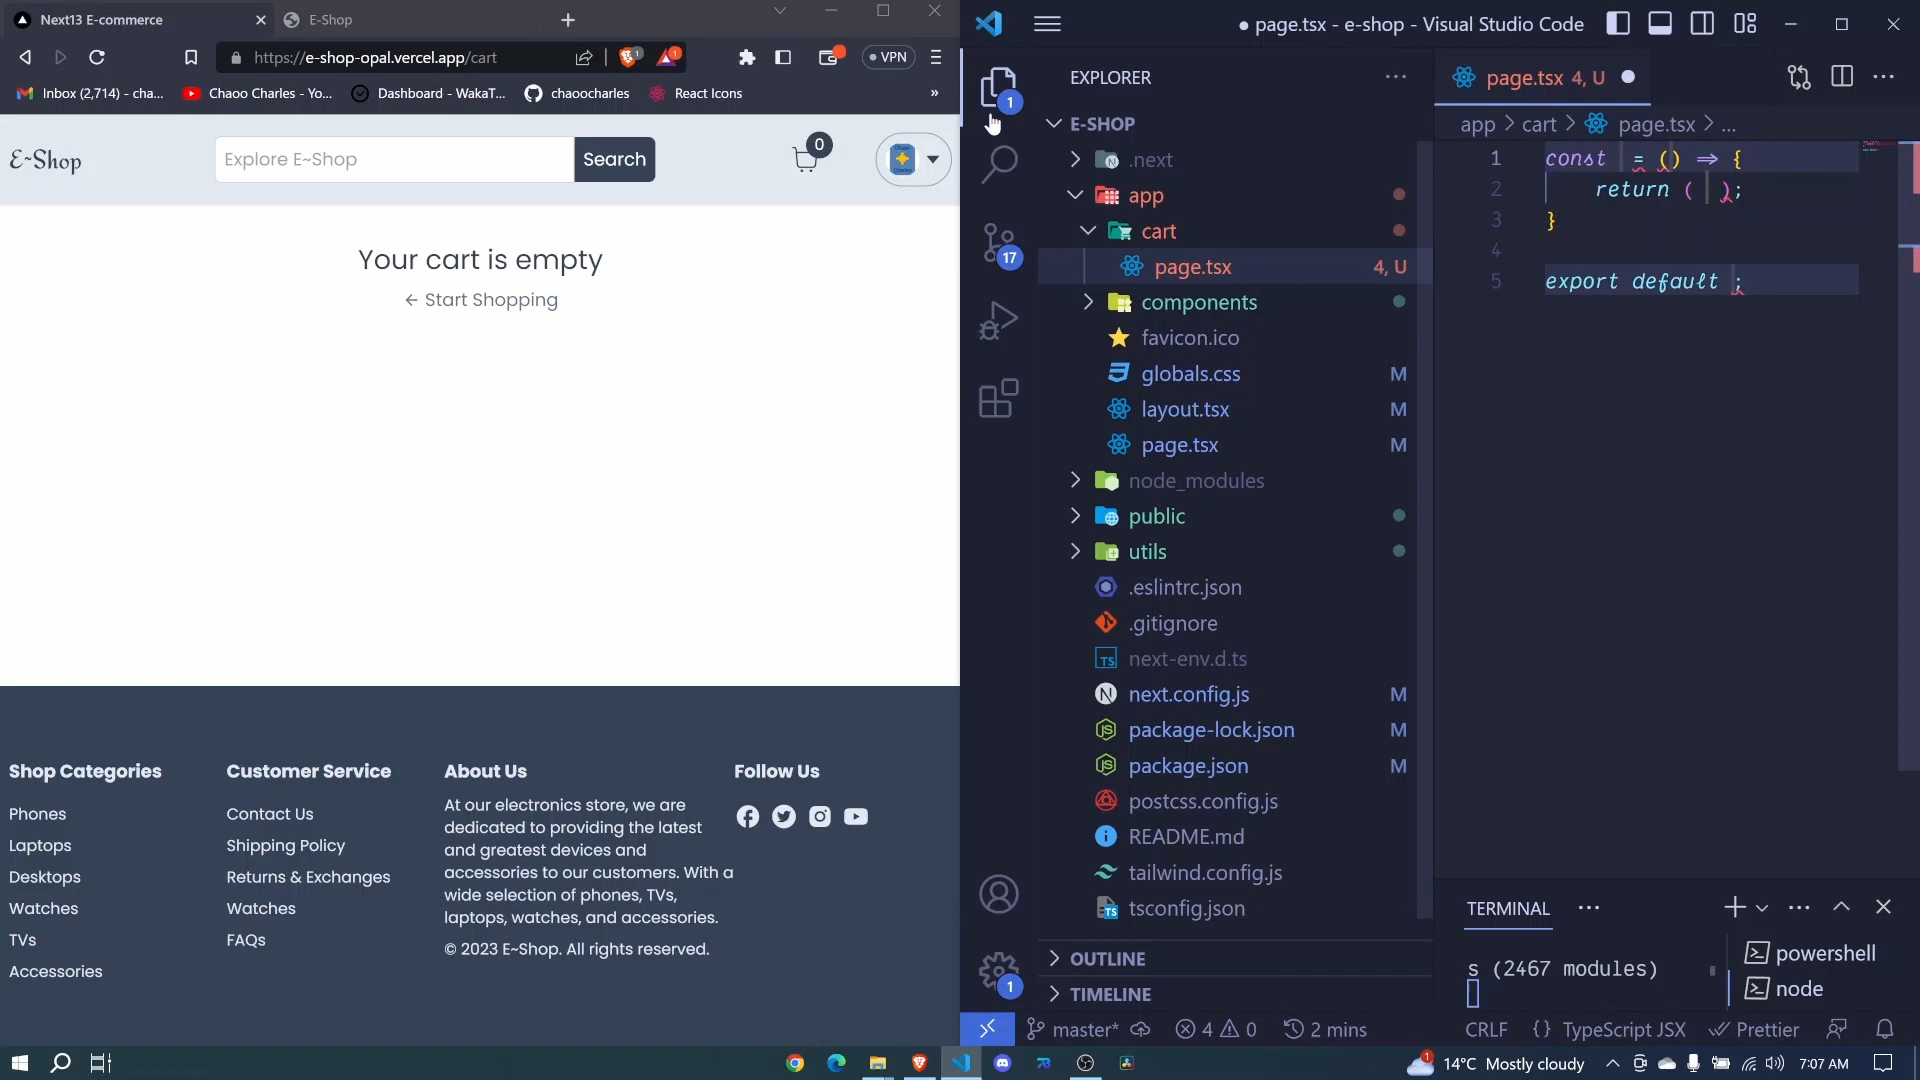 Next13 E-commerce
E-Shop
https://e-shop-opal.vercel.app/cart
1
1
VPN
Inbox (2,714) - cha...
Chaoo Charles - Yo...
Dashboard - WakaT...
chaoocharles
React Icons
»
E~Shop
Explore E~Shop
Search
0
Your cart is empty
← Start Shopping
Shop Categories
Phones
Laptops
Desktops
Watches
TVs
Accessories
Customer Service
Contact Us
Shipping Policy
Returns & Exchanges
Watches
FAQs
About Us
At our electronics store, we are
dedicated to providing the latest
and greatest devices and
accessories to our customers. With a
wide selection of phones, TVs,
laptops, watches, and accessories.
© 2023 E~Shop. All rights reserved.
Follow Us
● page.tsx - e-shop - Visual Studio Code
1
17
1
EXPLORER
E-SHOP
.next
app
cart
page.tsx 4, U
components
favicon.ico
globals.css M
layout.tsx M
page.tsx M
node_modules
public
utils
.eslintrc.json
.gitignore
next-env.d.ts
next.config.js M
package-lock.json M
package.json M
postcss.config.js
README.md
tailwind.config.js
tsconfig.json
OUTLINE
TIMELINE
page.tsx 4, U
app > cart > page.tsx > ...
1 const = () => {
2 return ( );
3 }
4
5 export default ;
TERMINAL
s (2467 modules)
powershell
node
master*
4
0
2 mins
CRLF
{} TypeScript JSX
Prettier
1
14°C Mostly cloudy
7:07 AM